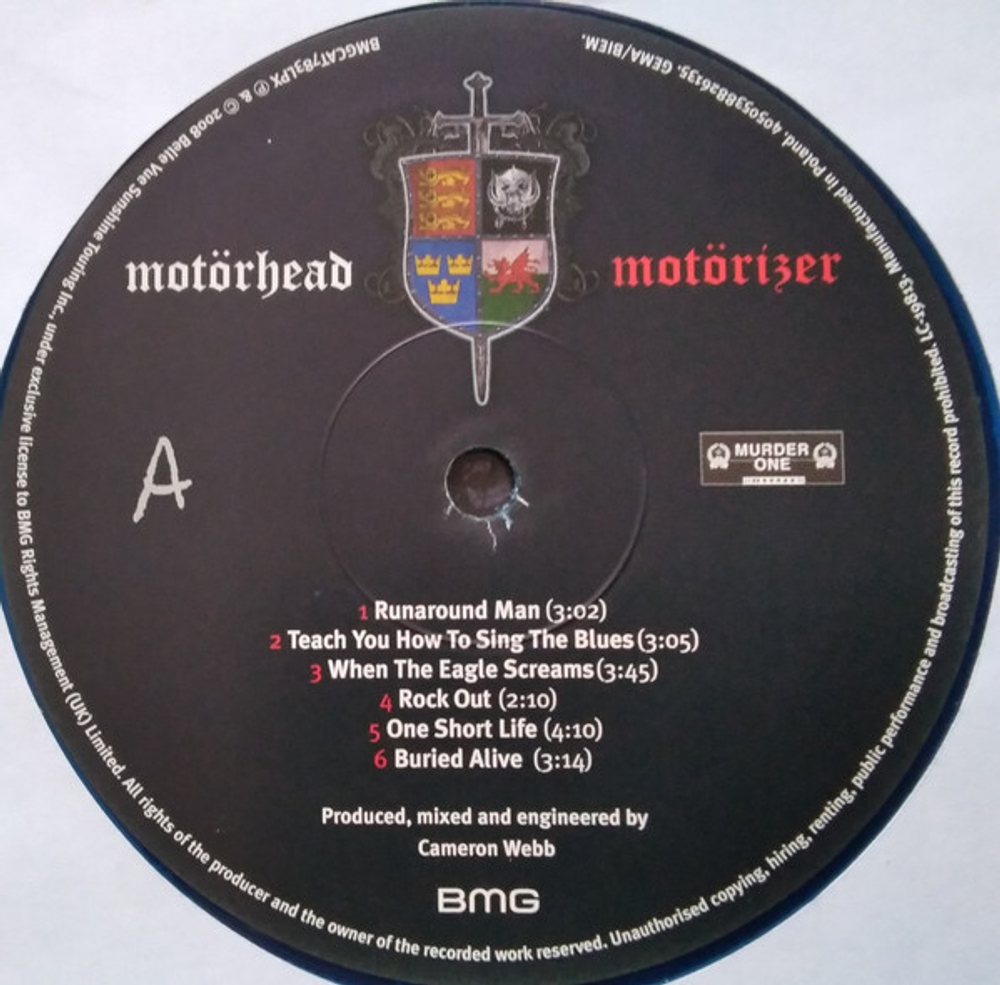 motörhead
motörizer
A
MURDER
ONE
1 Runaround Man (3:02)
2 Teach You How To Sing The Blues (3:05)
3 When The Eagle Screams (3:45)
4 Rock Out (2:10)
5 One Short Life (4:10)
6 Buried Alive (3:14)
Produced, mixed and engineered by
Cameron Webb
BMG
BMGCAT783LPX ℗ & © 2008 Belle Vue Sunshine Touring Inc., under exclusive license to BMG Rights Management (UK) Limited. All rights of the producer and the owner of the recorded work reserved. Unauthorised copying, hiring, renting, public performance and broadcasting of this record prohibited. LC-19813. Manufactured in Poland. 4050538826135. GEMA/BIEM.